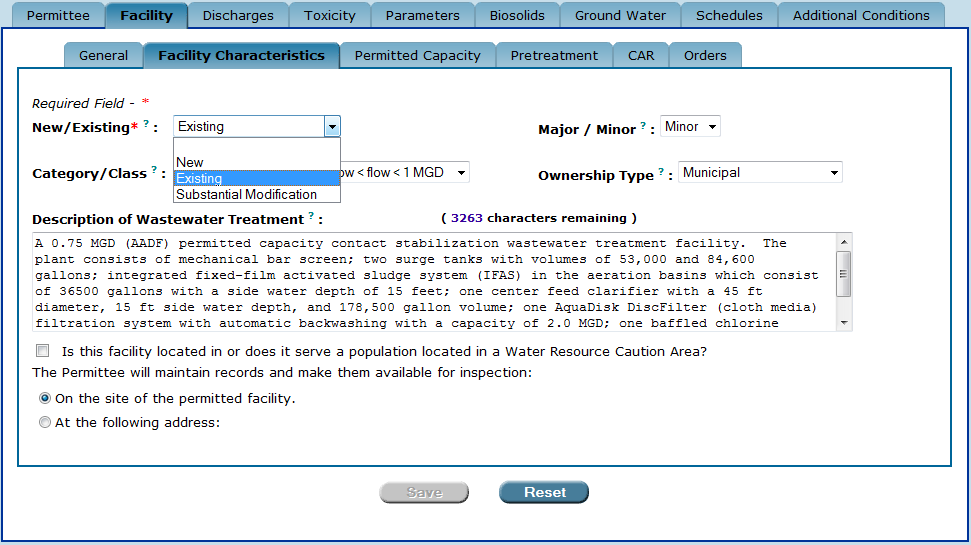 Permittee Facility Discharges Toxicity Parameters Biosolids Ground Water Schedules Additional Conditions
General Facility Characteristics Permitted Capacity Pretreatment CAR Orders
Required Field - *
New/Existing* ? : Existing Major / Minor ? : Minor
New
Category/Class ? : low < flow < 1 MGD Ownership Type ? : Municipal
Existing
Substantial Modification
Description of Wastewater Treatment ? : ( 3263 characters remaining )
A 0.75 MGD (AADF) permitted capacity contact stabilization wastewater treatment facility. The
plant consists of mechanical bar screen; two surge tanks with volumes of 53,000 and 84,600
gallons; integrated fixed-film activated sludge system (IFAS) in the aeration basins which consist
of 36500 gallons with a side water depth of 15 feet; one center feed clarifier with a 45 ft
diameter, 15 ft side water depth, and 178,500 gallon volume; one AquaDisk DiscFilter (cloth media)
filtration system with automatic backwashing with a capacity of 2.0 MGD; one baffled chlorine
Is this facility located in or does it serve a population located in a Water Resource Caution Area?
The Permittee will maintain records and make them available for inspection:
On the site of the permitted facility.
At the following address:
Save Reset